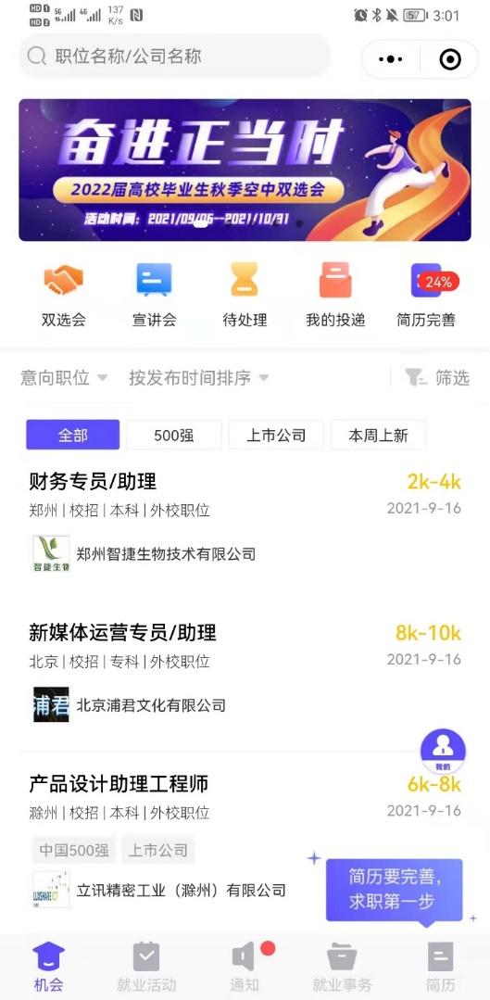 HD 1 5G 4G 137 57 3:01
HD 2 K/s
职位名称/公司名称
奋进正当时
2022届高校毕业生秋季空中双选会
活动时间：2021/09/06--2021/10/31
24%
双选会 宣讲会 待处理 我的投递 简历完善
意向职位 按发布时间排序 筛选
全部 500强 上市公司 本周上新
财务专员/助理 2k-4k
郑州 | 校招 | 本科 | 外校职位 2021-9-16
智捷生物 郑州智捷生物技术有限公司
新媒体运营专员/助理 8k-10k
北京 | 校招 | 专科 | 外校职位 2021-9-16
浦君 北京浦君文化有限公司
我的
产品设计助理工程师 6k-8k
滁州 | 校招 | 本科 | 外校职位 2021-9-16
中国500强 上市公司
立讯精密工业（滁州）有限公司
简历要完善，
求职第一步
机会 就业活动 通知 就业事务 简历